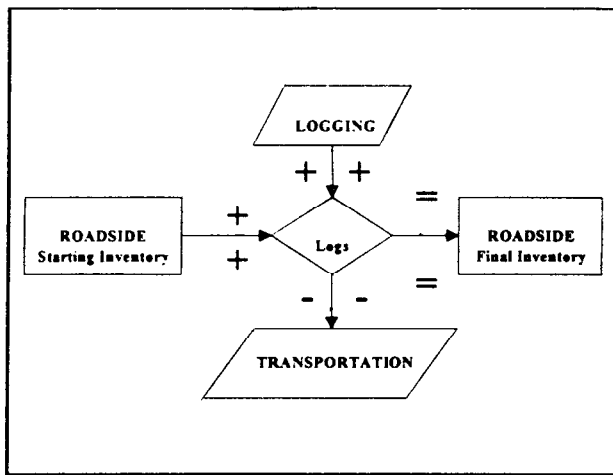 LOGGING
+ +
=
+
ROADSIDE
Starting Inventory
Logs
ROADSIDE
Final Inventory
+
=
- -
TRANSPORTATION